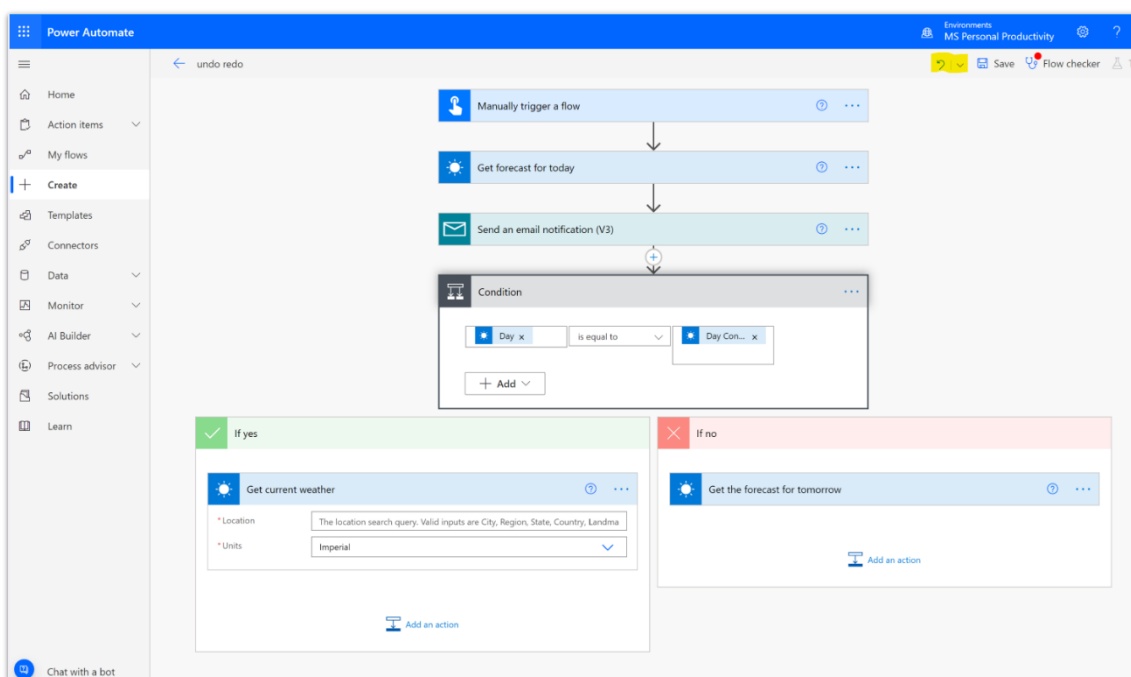 Power Automate
Environments
MS Personal Productivity
?
undo redo
Save
Flow checker
Home
Action items
My flows
Create
Templates
Connectors
Data
Monitor
AI Builder
Process advisor
Solutions
Learn
Chat with a bot
Manually trigger a flow
Get forecast for today
Send an email notification (V3)
Condition
Day x
is equal to
Day Con... x
+ Add
If yes
Get current weather
*Location
The location search query. Valid inputs are City, Region, State, Country, Landma
*Units
Imperial
Add an action
If no
Get the forecast for tomorrow
Add an action